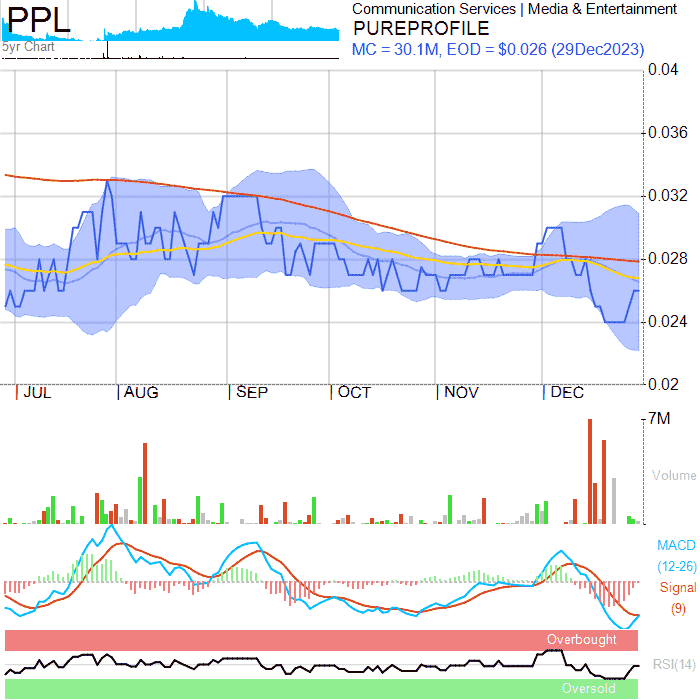 PPL
5yr Chart
Communication Services | Media & Entertainment
PUREPROFILE
MC = 30.1M, EOD = $0.026 (29Dec2023)
0.04
0.036
0.032
0.028
0.024
0.02
JUL AUG SEP OCT NOV DEC
7M
Volume
MACD
(12-26)
Signal
(9)
Overbought
RSI(14)
Oversold